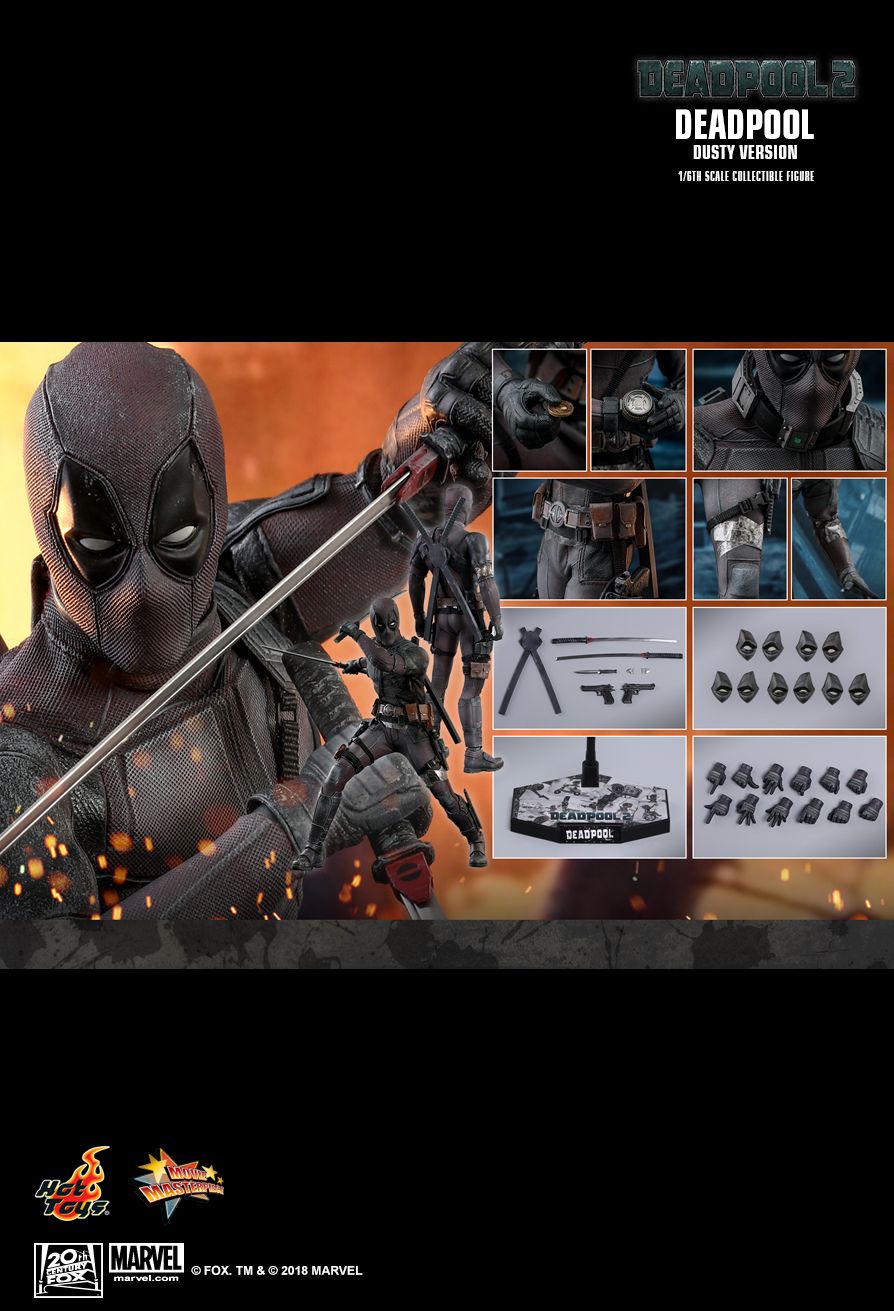 DEADPOOL 2
DEADPOOL
DUSTY VERSION
1/6TH SCALE COLLECTIBLE FIGURE
DEADPOOL 2
DEADPOOL
Hot Toys
MOVIE MASTERPIECE
20th CENTURY FOX
MARVEL
marvel.com
© FOX. TM & © 2018 MARVEL